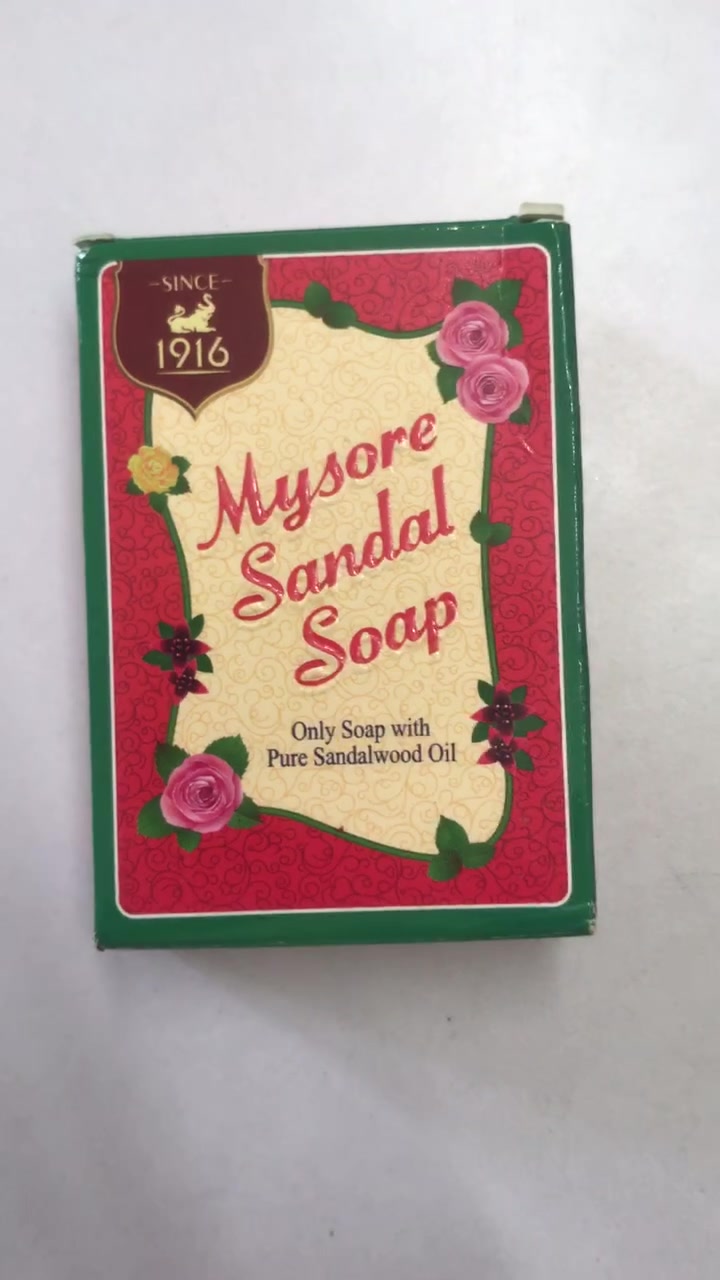 -SINCE-
1916
Mysore
Sandal
Soap
Only Soap with
Pure Sandalwood Oil